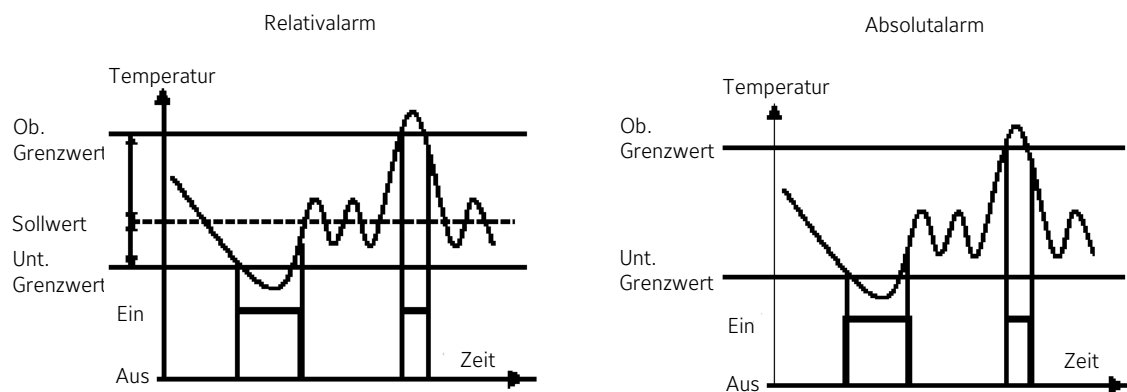 Relativalarm
Temperatur
Ob.
Grenzwert
Sollwert
Unt.
Grenzwert
Ein
Aus
Zeit
Absolutalarm
Temperatur
Ob.
Grenzwert
Unt.
Grenzwert
Ein
Aus
Zeit